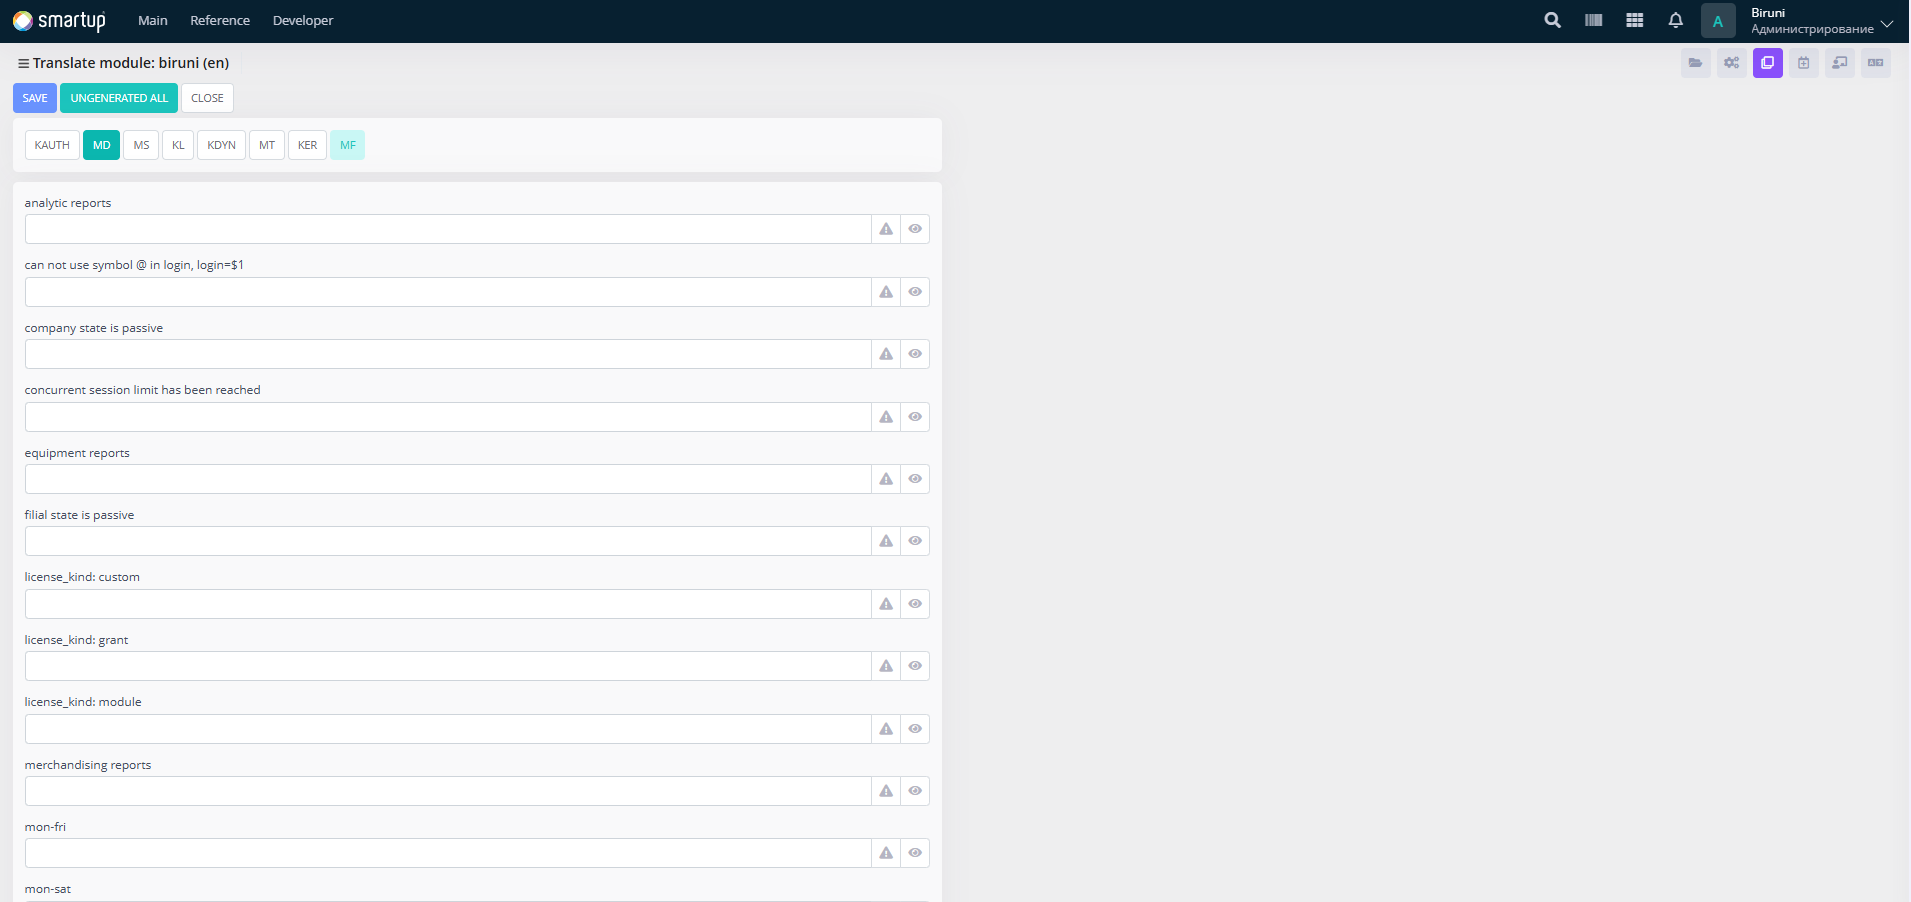 smartup Main Reference Developer
A
Biruni
Администрирование
Translate module: biruni (en)
SAVE UNGENERATED ALL CLOSE
KAUTH MD MS KL KDYN MT KER MF
analytic reports
can not use symbol @ in login, login=$1
company state is passive
concurrent session limit has been reached
equipment reports
filial state is passive
license_kind: custom
license_kind: grant
license_kind: module
merchandising reports
mon-fri
mon-sat